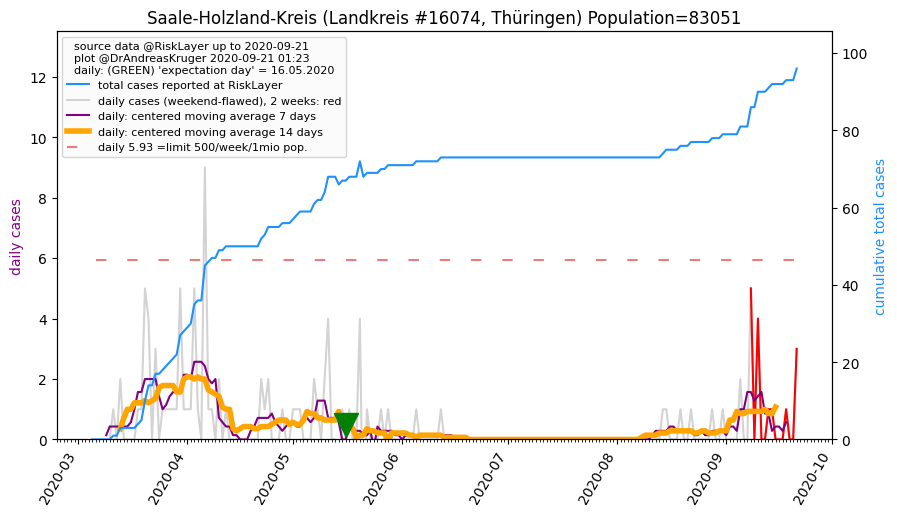 Saale-Holzland-Kreis (Landkreis #16074, Thüringen) Population=83051
source data @RiskLayer up to 2020-09-21
plot @DrAndreasKruger 2020-09-21 01:23
daily: (GREEN) 'expectation day' = 16.05.2020
total cases reported at RiskLayer
daily cases (weekend-flawed), 2 weeks: red
daily: centered moving average 7 days
daily: centered moving average 14 days
daily 5.93 =limit 500/week/1mio pop.
daily cases
12
10
8
6
4
2
0
cumulative total cases
100
80
60
40
20
0
2020-03
2020-04
2020-05
2020-06
2020-07
2020-08
2020-09
2020-10